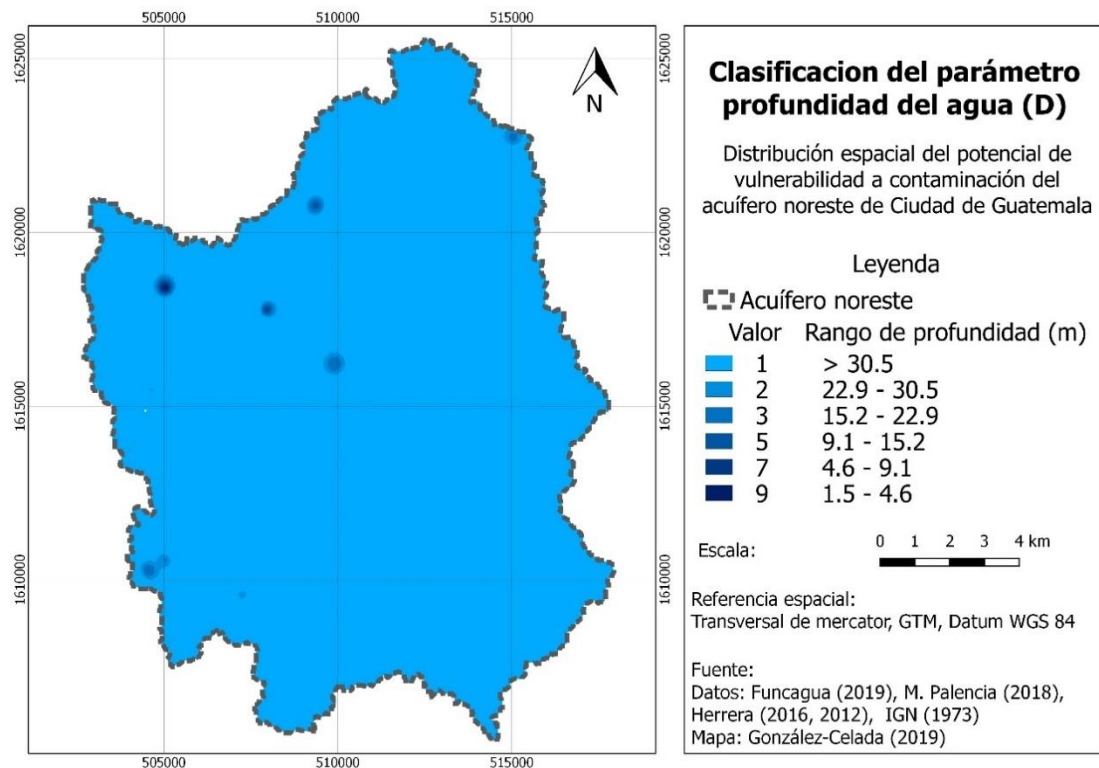 505000
510000
515000
1625000
1620000
1615000
1610000
1625000
1620000
1615000
1610000
N
505000
510000
515000
Clasificacion del parámetro
profundidad del agua (D)
Distribución espacial del potencial de
vulnerabilidad a contaminación del
acuífero noreste de Ciudad de Guatemala
Leyenda
Acuífero noreste
Valor Rango de profundidad (m)
1 > 30.5
2 22.9 - 30.5
3 15.2 - 22.9
5 9.1 - 15.2
7 4.6 - 9.1
9 1.5 - 4.6
Escala: 0 1 2 3 4 km
Referencia espacial:
Transversal de mercator, GTM, Datum WGS 84
Fuente:
Datos: Funcagua (2019), M. Palencia (2018),
Herrera (2016, 2012), IGN (1973)
Mapa: González-Celada (2019)